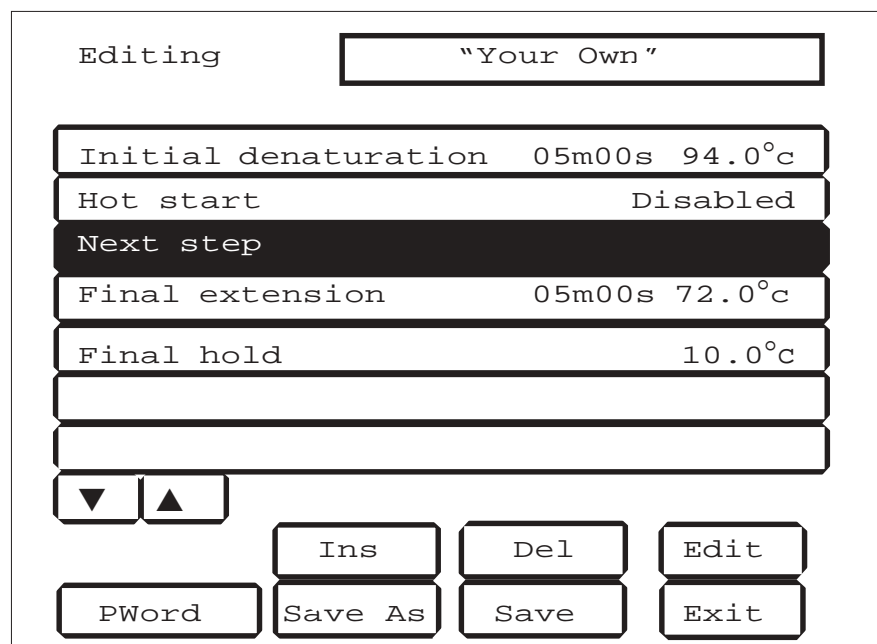 Editing “Your Own”
Initial denaturation 05m00s 94.0°c
Hot start Disabled
Next step
Final extension 05m00s 72.0°c
Final hold 10.0°c
▼ ▲
Ins Del Edit
PWord Save As Save Exit